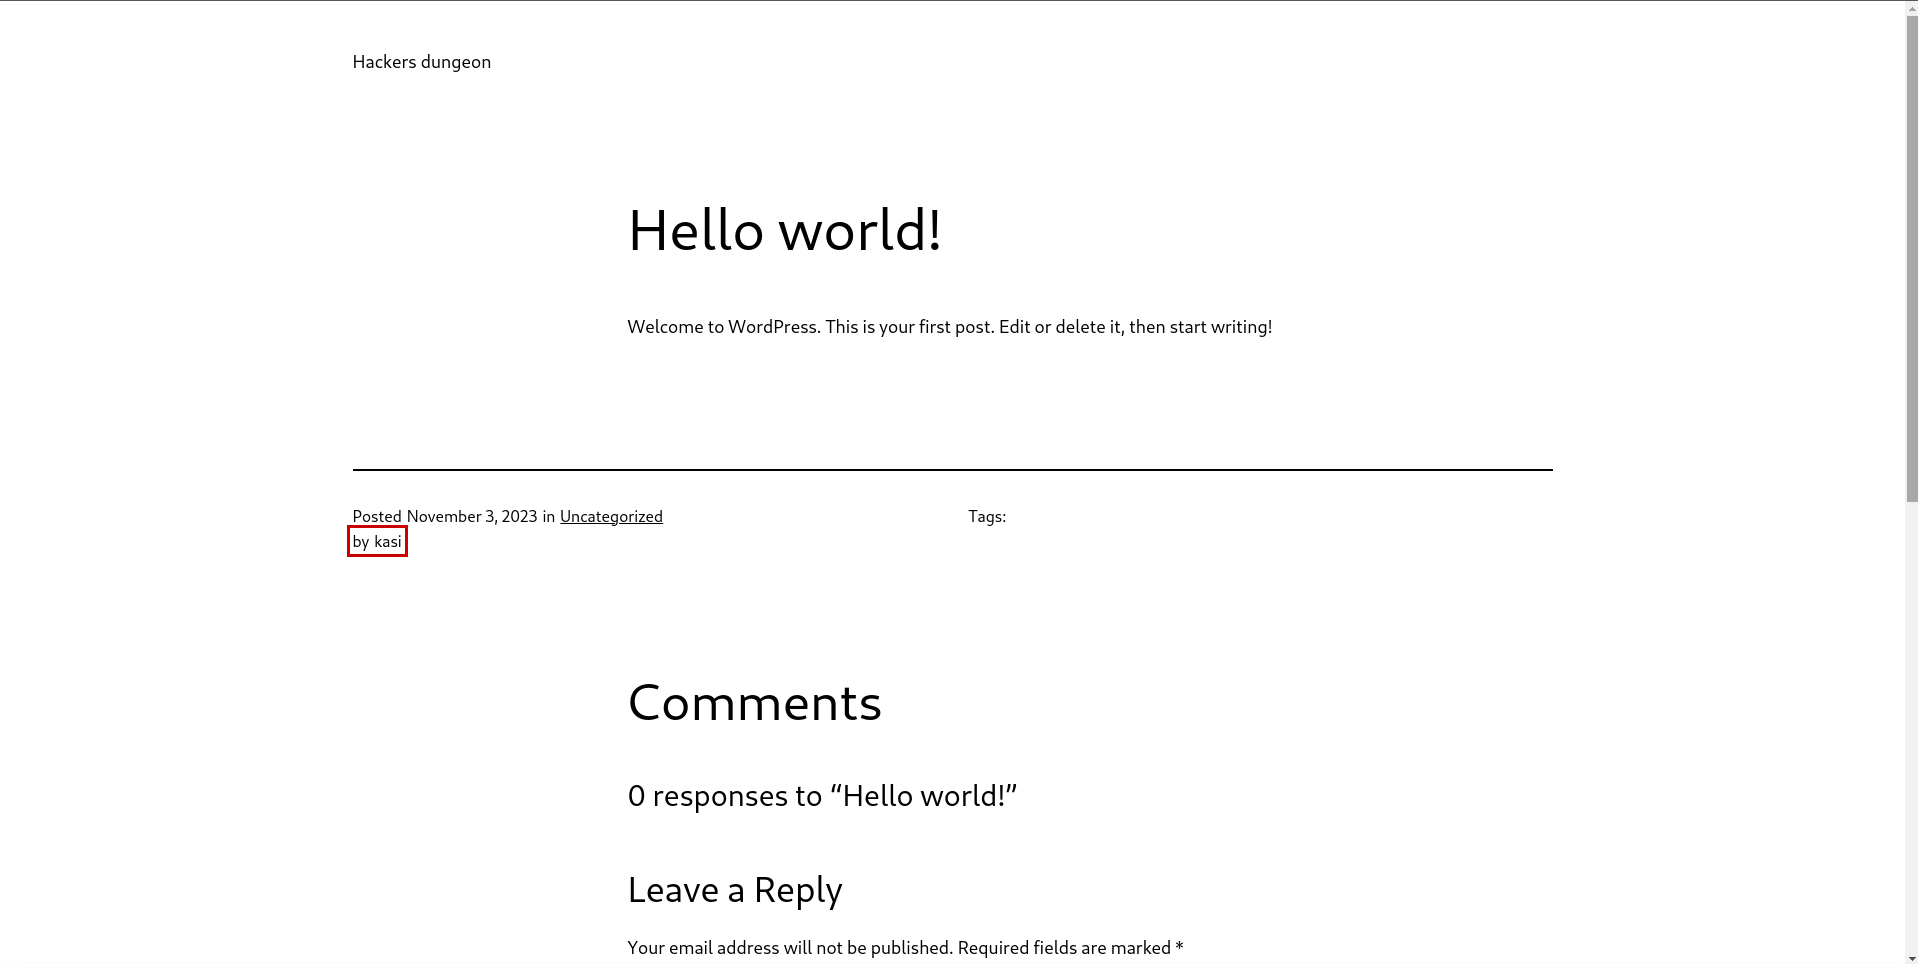 Hackers dungeon
Hello world!
Welcome to WordPress. This is your first post. Edit or delete it, then start writing!
Posted November 3, 2023 in Uncategorized
by kasi
Tags:
Comments
0 responses to “Hello world!”
Leave a Reply
Your email address will not be published. Required fields are marked *